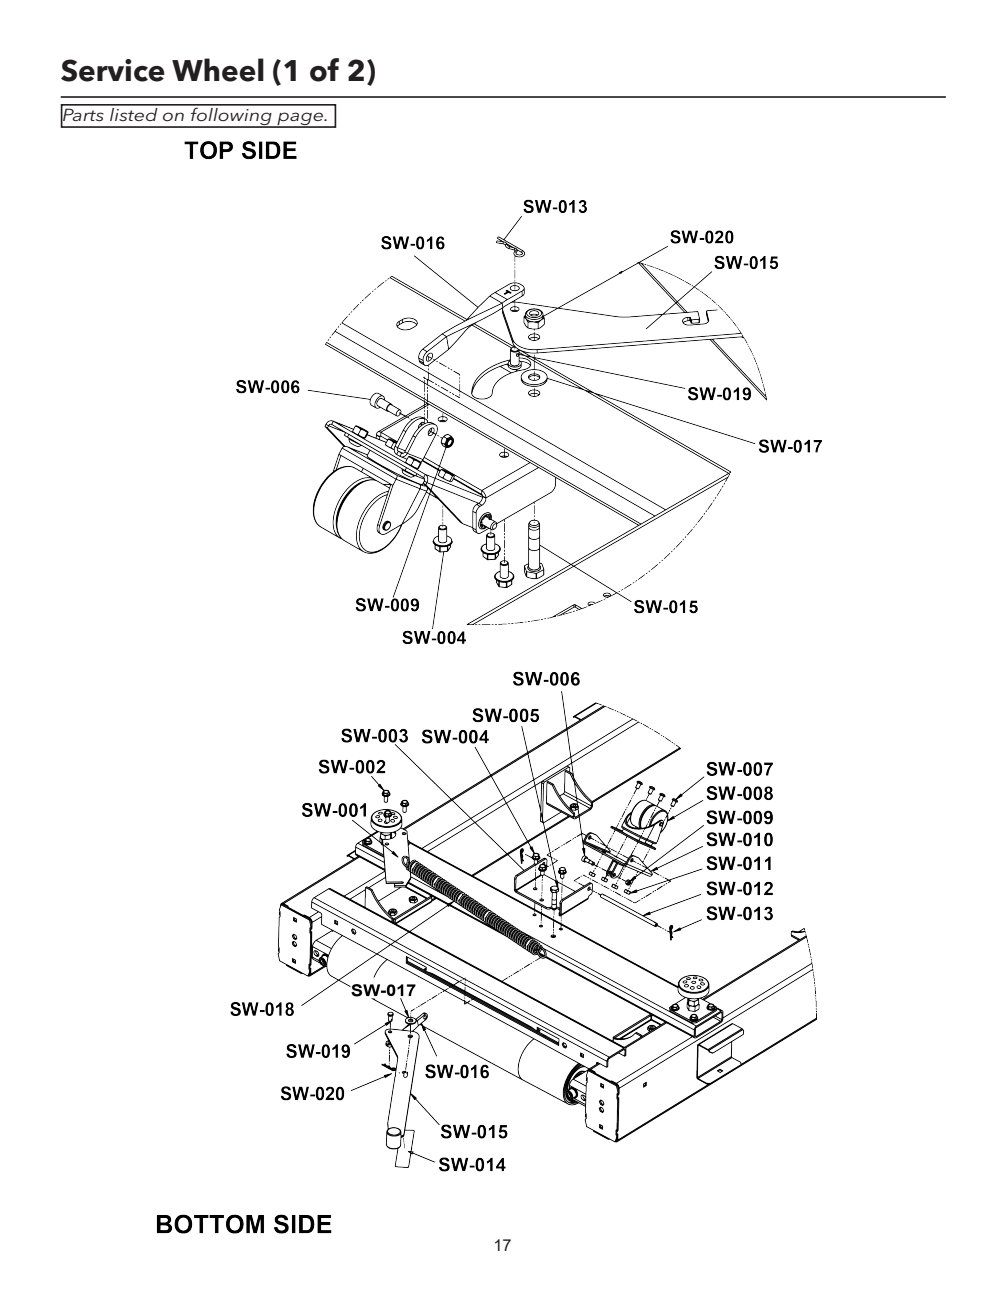 Service Wheel (1 of 2)
Parts listed on following page.
TOP SIDE
SW-013
SW-016
SW-020
SW-015
SW-006
SW-019
SW-017
SW-009
SW-015
SW-004
SW-006
SW-005
SW-003
SW-004
SW-002
SW-007
SW-008
SW-001
SW-009
SW-010
SW-011
SW-012
SW-013
SW-017
SW-018
SW-019
SW-016
SW-020
SW-015
SW-014
BOTTOM SIDE
17